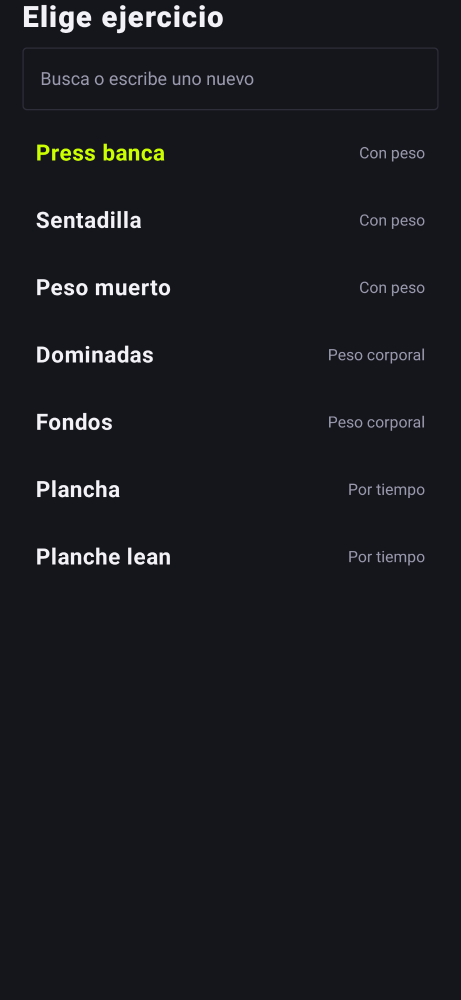 Elige ejercicio
Busca o escribe uno nuevo
Press banca Con peso
Sentadilla Con peso
Peso muerto Con peso
Dominadas Peso corporal
Fondos Peso corporal
Plancha Por tiempo
Planche lean Por tiempo